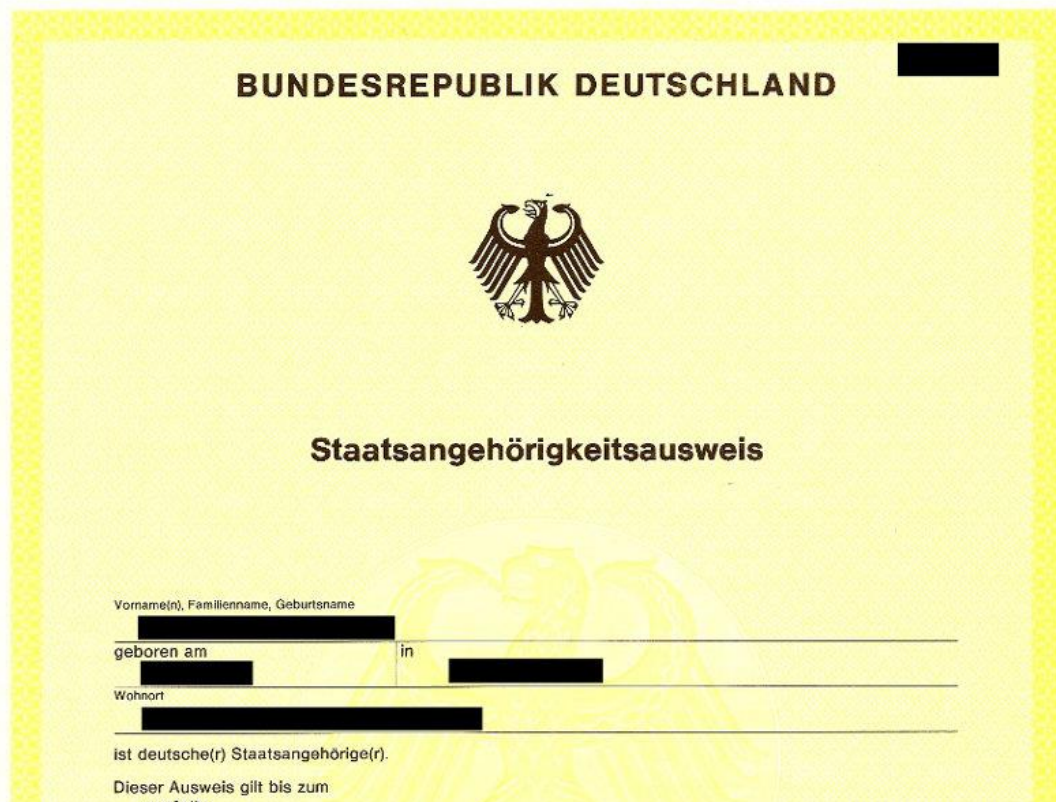 BUNDESREPUBLIK DEUTSCHLAND
Staatsangehörigkeitsausweis
Vorname(n), Familienname, Geburtsname
geboren am in
Wohnort
ist deutsche(r) Staatsangehörige(r).
Dieser Ausweis gilt bis zum